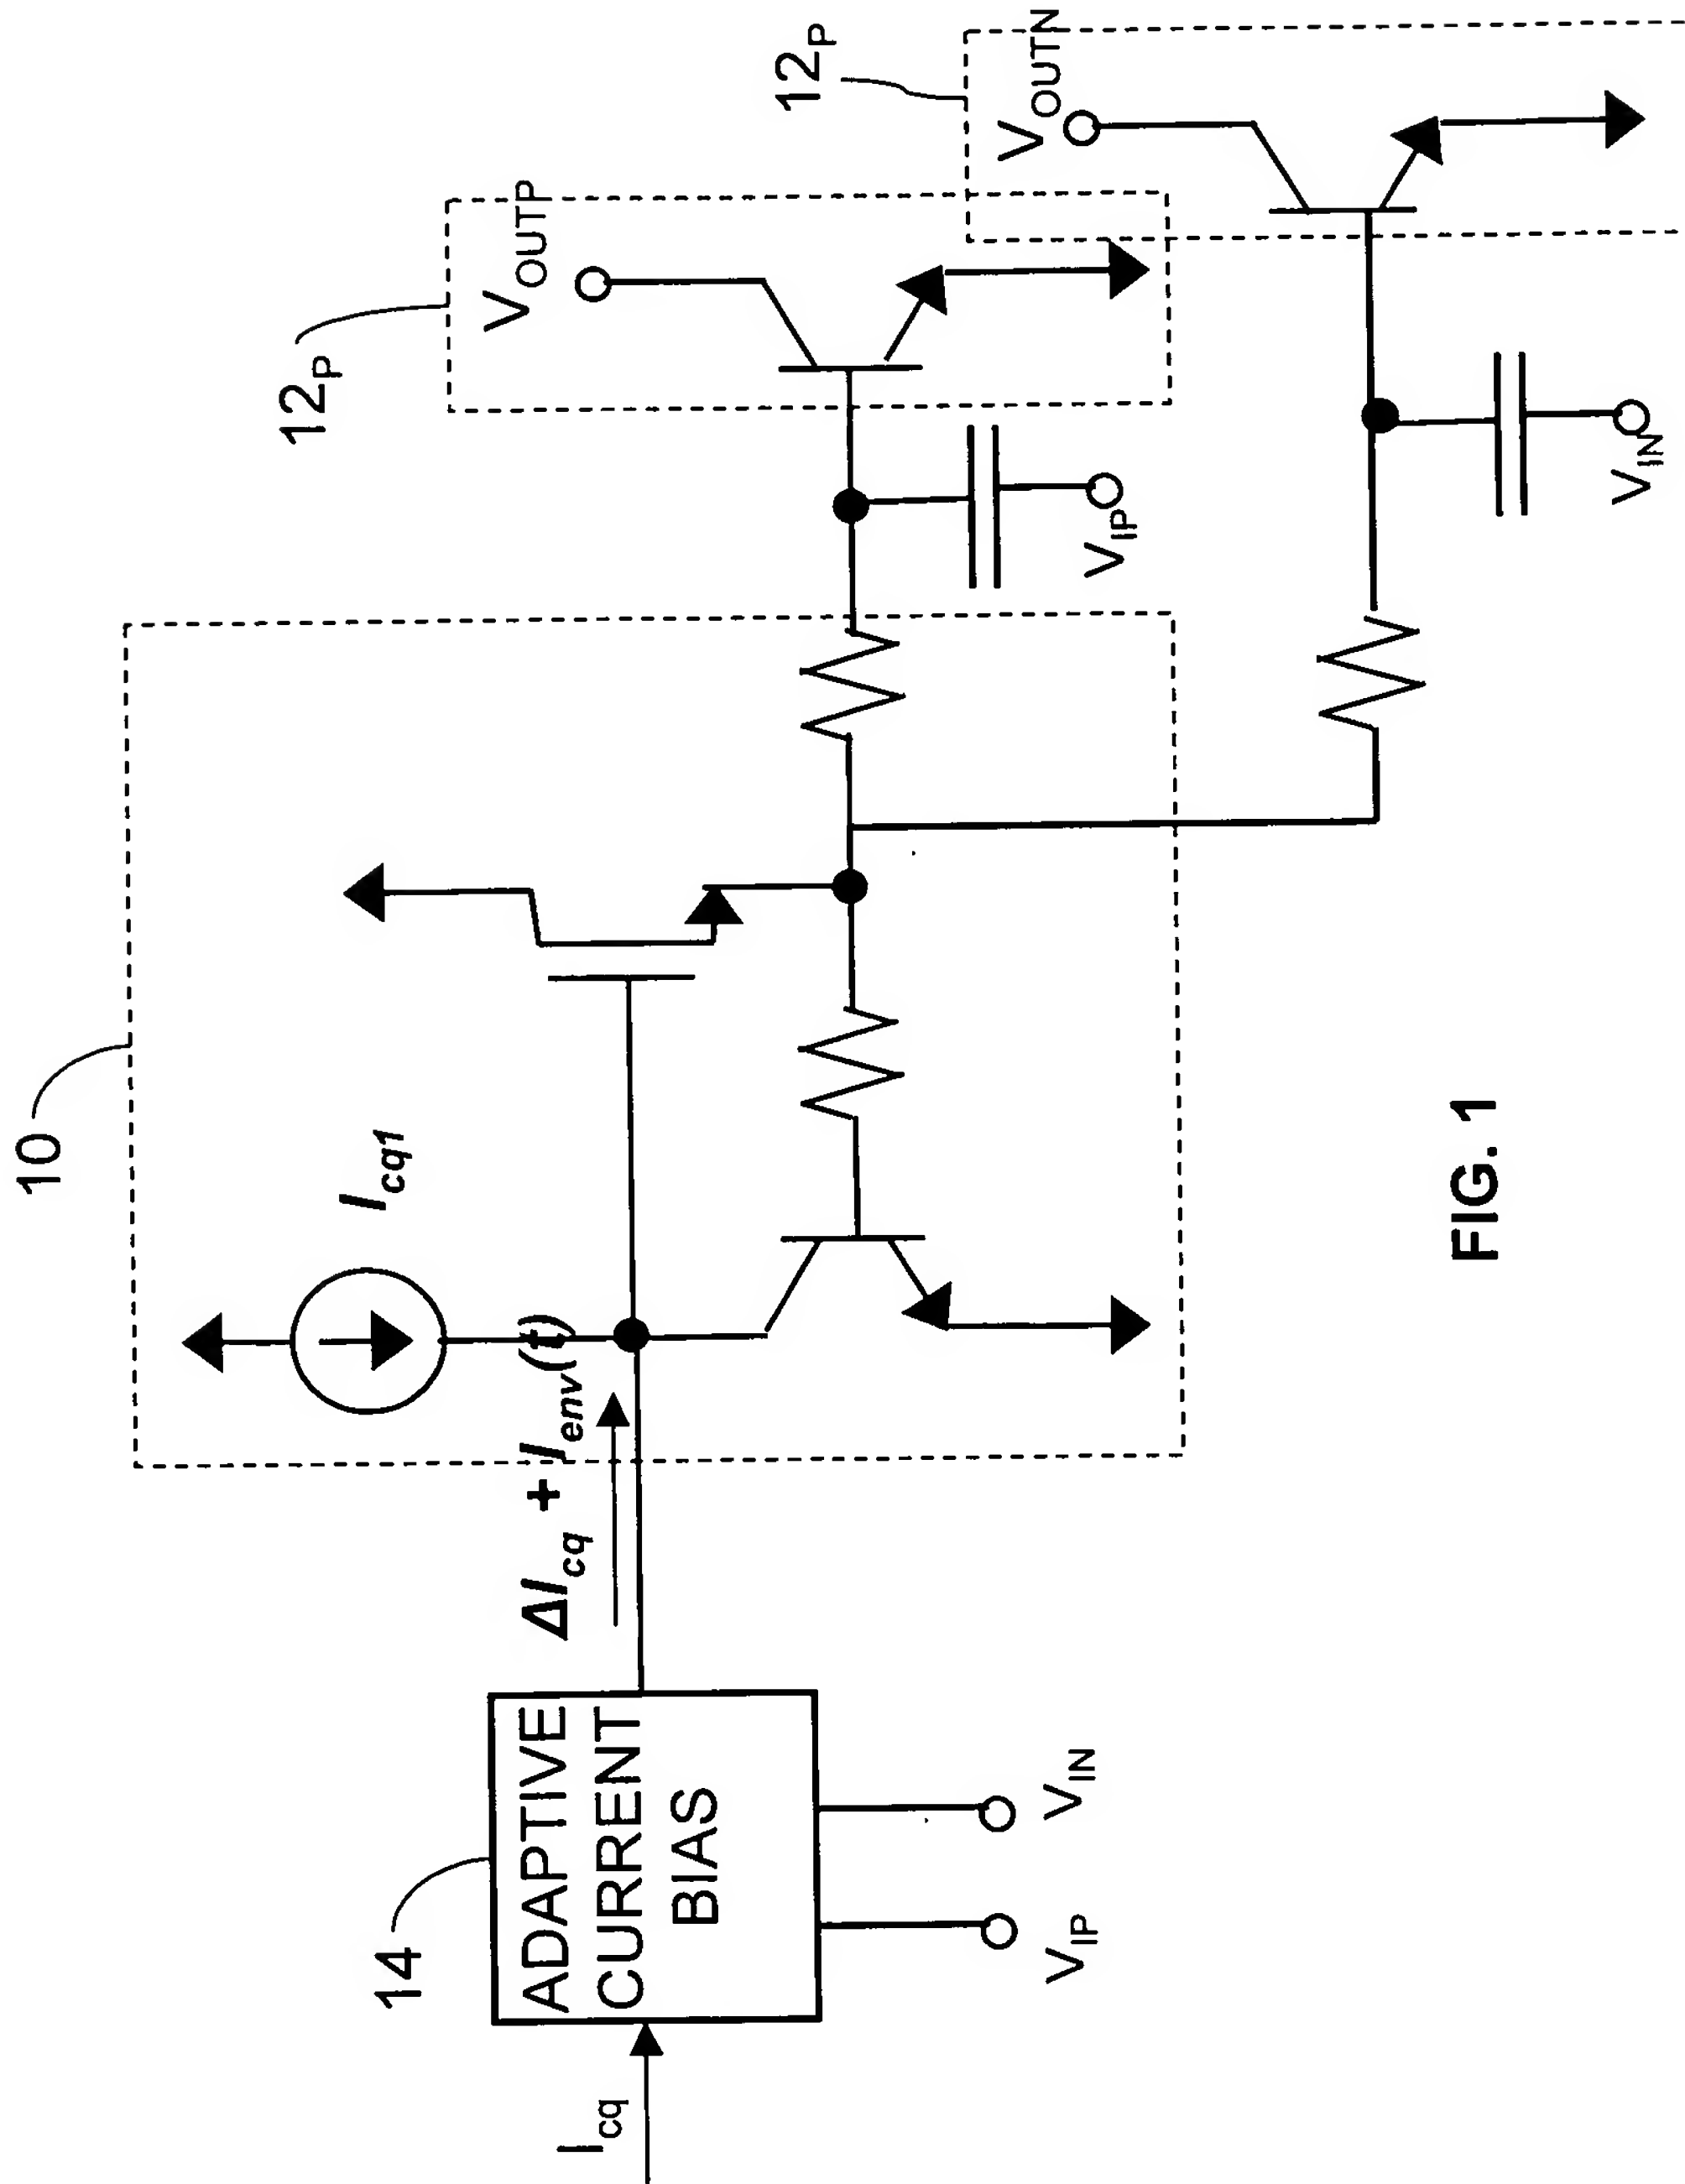 10
I_cq1
12_P
V_OUTP
12_P
V_OUTN
ΔI_cq + I_env(t)
14
ADAPTIVE
CURRENT
BIAS
I_cq
V_IP
V_IN
V_IP
V_IN
FIG. 1